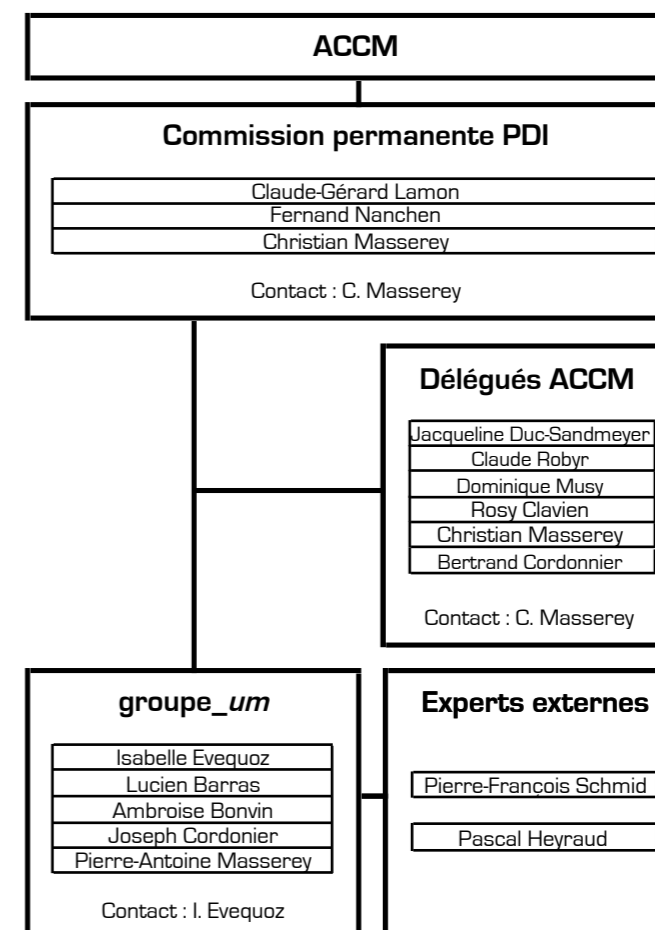 ACCM
Commission permanente PDI
Claude-Gérard Lamon
Fernand Nanchen
Christian Masserey
Contact : C. Masserey
Délégués ACCM
Jacqueline Duc-Sandmeyer
Claude Robyr
Dominique Musy
Rosy Clavien
Christian Masserey
Bertrand Cordonnier
Contact : C. Masserey
groupe_um
Isabelle Evequoz
Lucien Barras
Ambroise Bonvin
Joseph Cordonier
Pierre-Antoine Masserey
Contact : I. Evequoz
Experts externes
Pierre-François Schmid
Pascal Heyraud